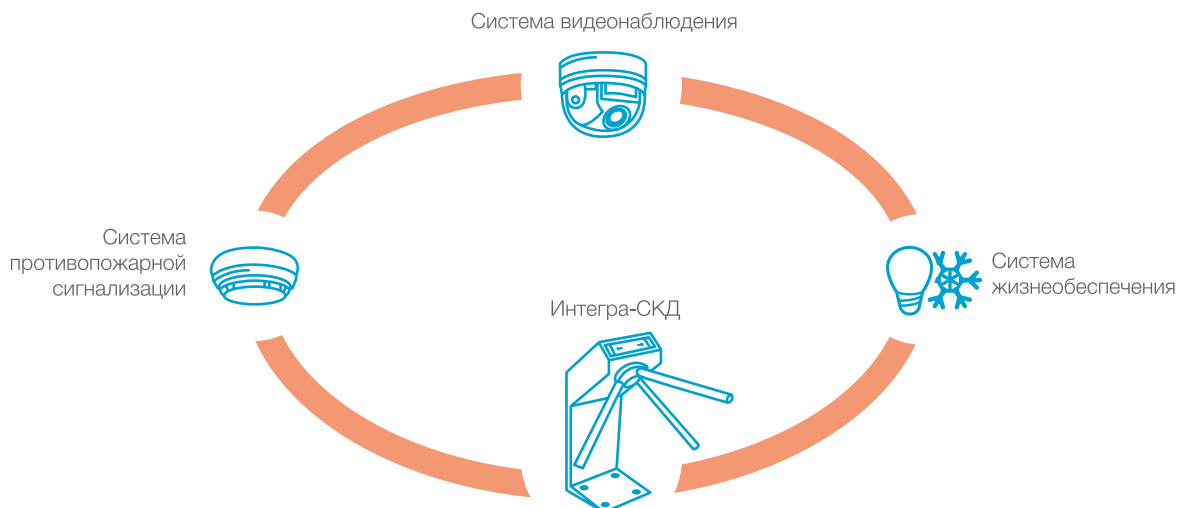 Система видеонаблюдения
Система
противопожарной
сигнализации
Система
жизнеобеспечения
Интегра-СКД